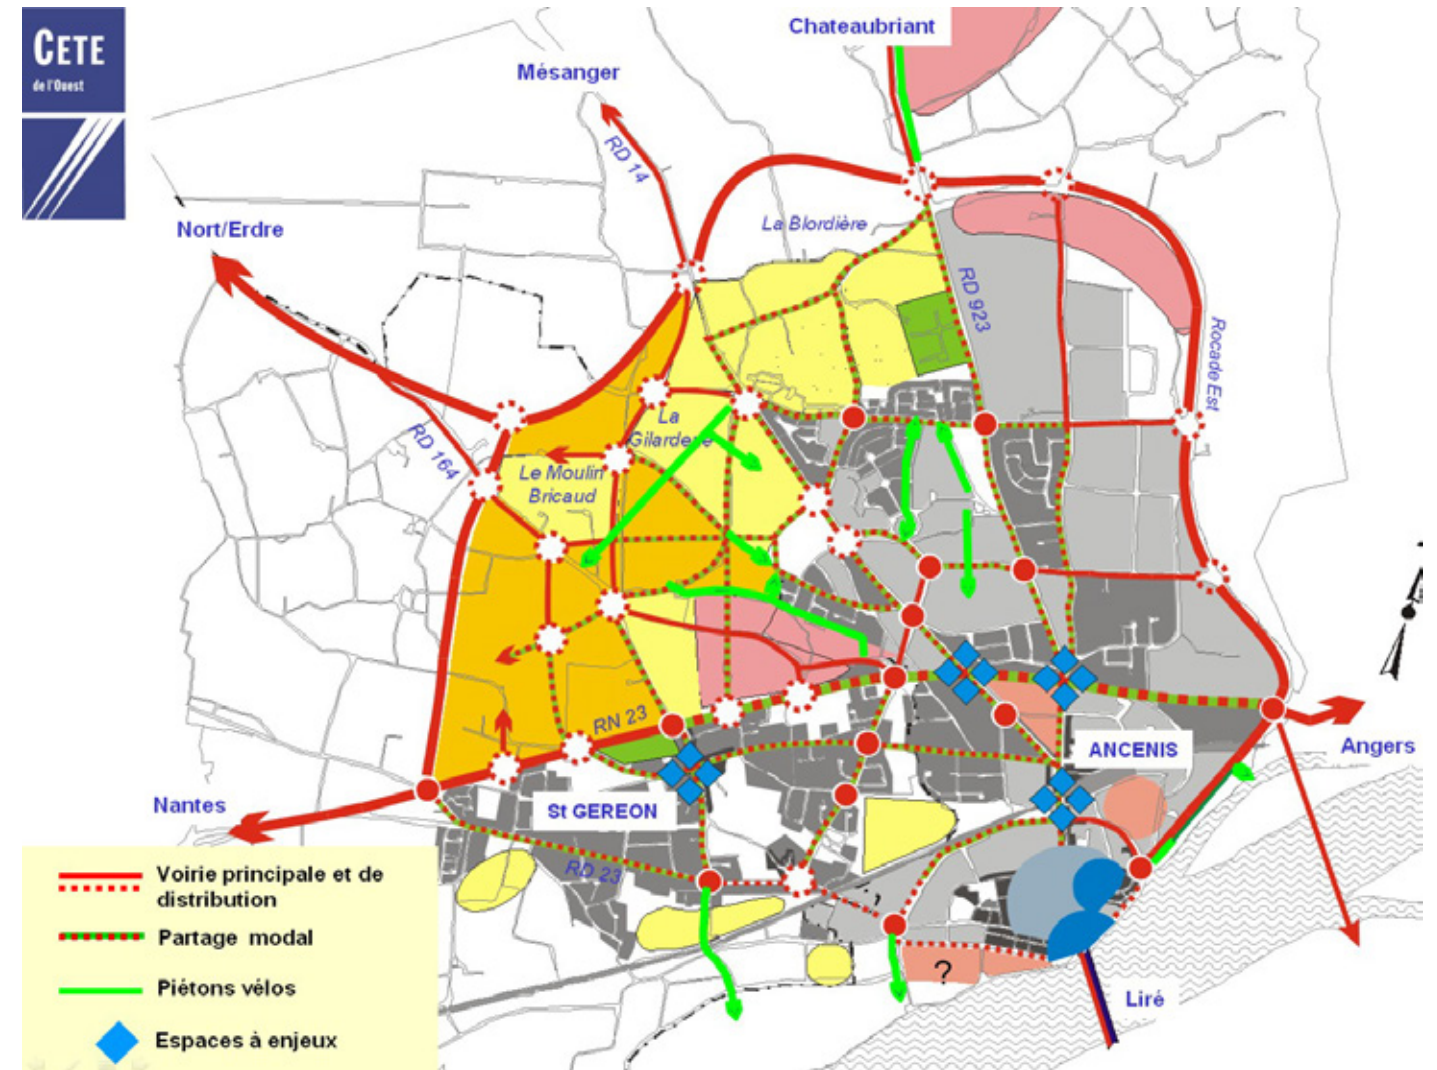 CETE
de l'Ouest
Chateaubriant
Mésanger
RD 14
Nort/Erdre
La Blordière
RD 923
Rocade Est
La
Gilarderie
RD 164
Le Moulin
Bricaud
RN 23
ANCENIS
Angers
Nantes
St GEREON
RD 23
?
Liré
Voirie principale et de
distribution
Partage modal
Piétons vélos
Espaces à enjeux